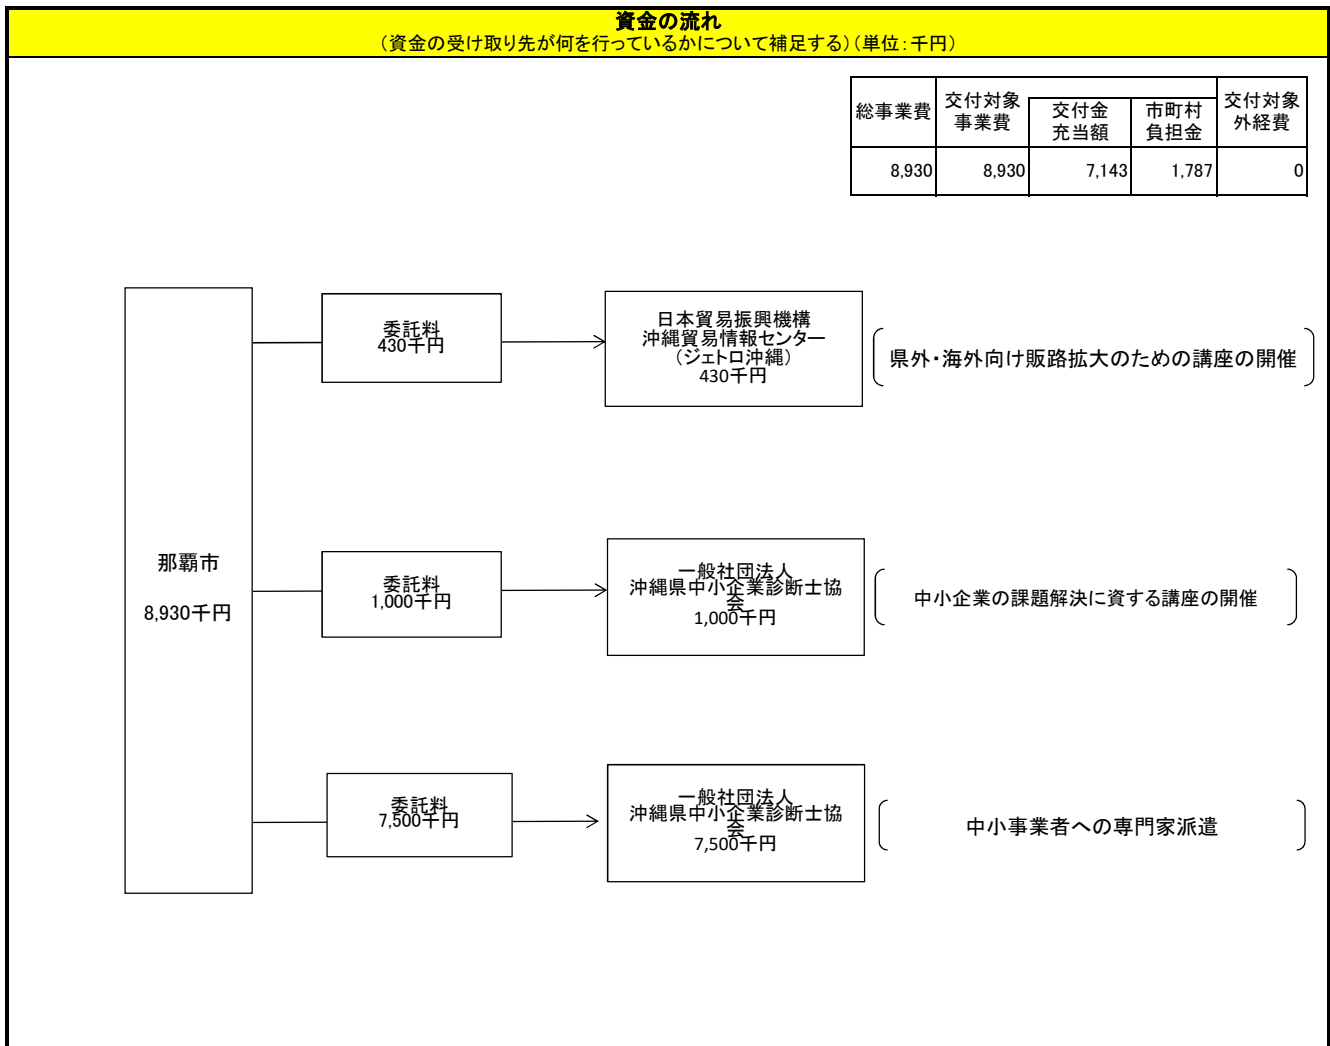 資金の流れ
（資金の受け取り先が何を行っているかについて補足する）（単位：千円）
総事業費
交付対象
事業費
交付金
充当額
市町村
負担金
交付対象
外経費
8,930
8,930
7,143
1,787
0
那覇市
8,930千円
委託料
430千円
日本貿易振興機構
沖縄貿易情報センター
（ジェトロ沖縄）
430千円
県外・海外向け販路拡大のための講座の開催
委託料
1,000千円
一般社団法人
沖縄県中小企業診断士協
会
1,000千円
中小企業の課題解決に資する講座の開催
委託料
7,500千円
一般社団法人
沖縄県中小企業診断士協
会
7,500千円
中小事業者への専門家派遣